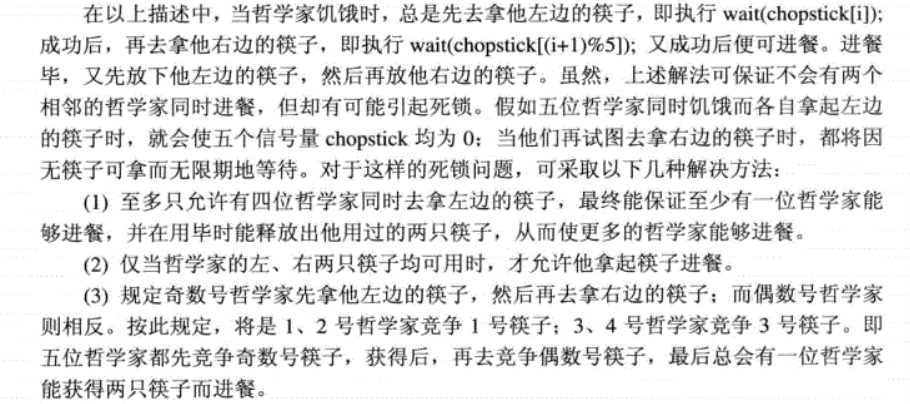 在以上描述中，当哲学家饥饿时，总是先去拿他左边的筷子，即执行 wait(chopstick[i]);
成功后，再去拿他右边的筷子，即执行 wait(chopstick[(i+1)%5]); 又成功后便可进餐。进餐
毕，又先放下他左边的筷子，然后再放他右边的筷子。虽然，上述解法可保证不会有两个
相邻的哲学家同时进餐，但却有可能引起死锁。假如五位哲学家同时饥饿而各自拿起左边
的筷子时，就会使五个信号量 chopstick 均为 0；当他们再试图去拿右边的筷子时，都将因
无筷子可拿而无限期地等待。对于这样的死锁问题，可采取以下几种解决方法：
(1) 至多只允许有四位哲学家同时去拿左边的筷子，最终能保证至少有一位哲学家能
够进餐，并在用毕时能释放出他用过的两只筷子，从而使更多的哲学家能够进餐。
(2) 仅当哲学家的左、右两只筷子均可用时，才允许他拿起筷子进餐。
(3) 规定奇数号哲学家先拿他左边的筷子，然后再去拿右边的筷子；而偶数号哲学家
则相反。按此规定，将是 1、2 号哲学家竞争 1 号筷子；3、4 号哲学家竞争 3 号筷子。即
五位哲学家都先竞争奇数号筷子，获得后，再去竞争偶数号筷子，最后总会有一位哲学家
能获得两只筷子而进餐。